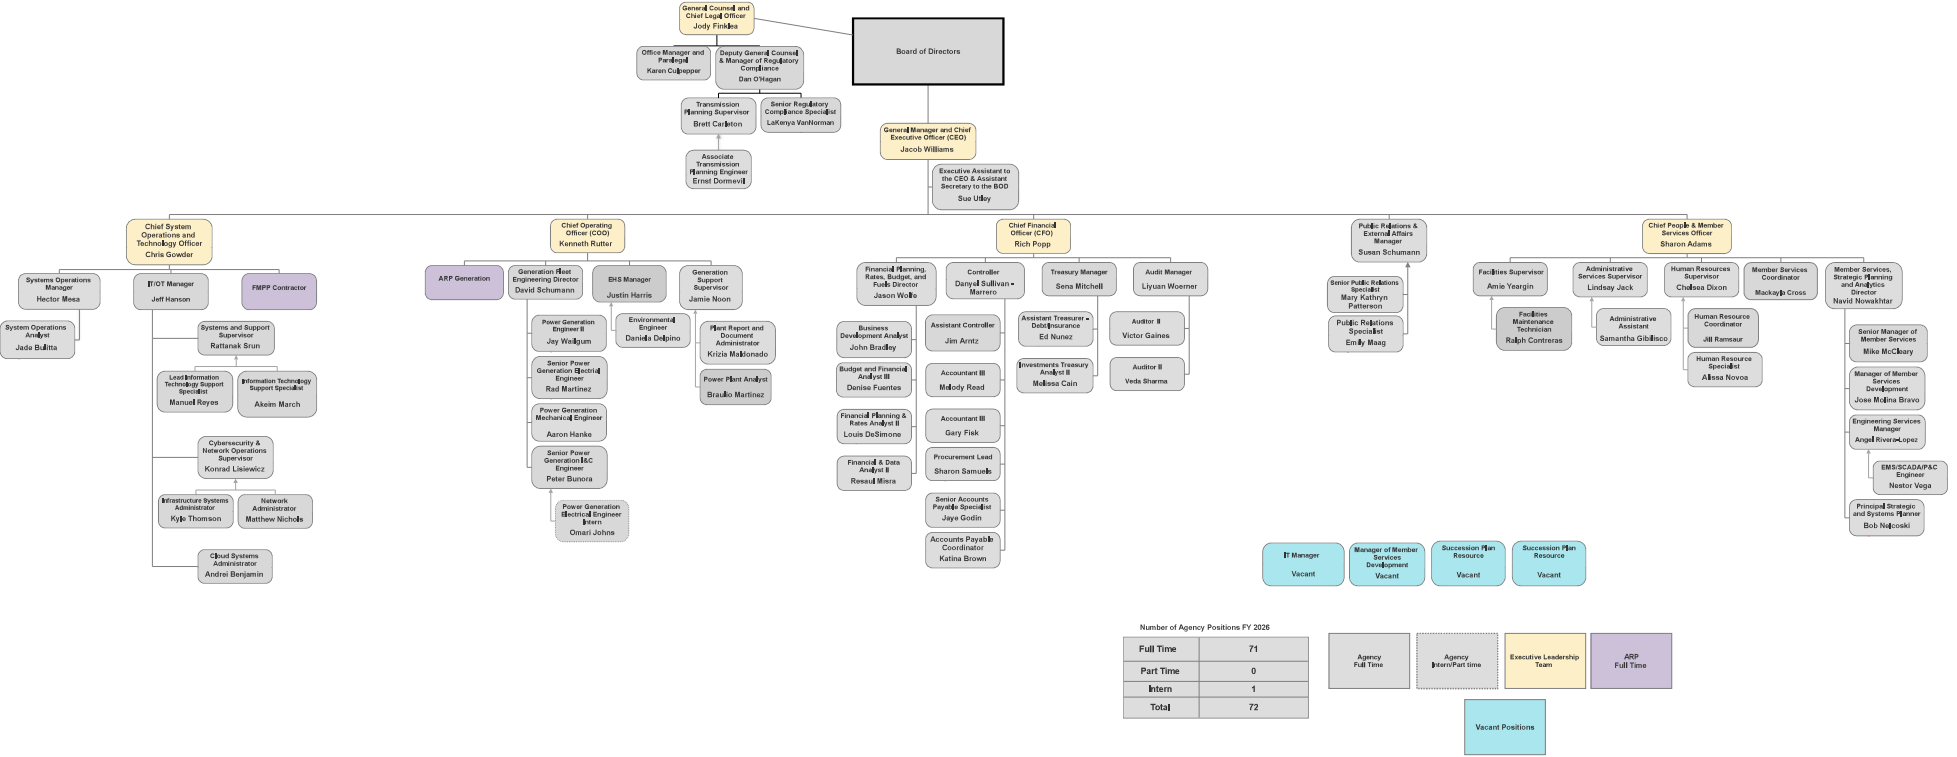 General Counsel and
Chief Legal Officer
Jody Finklea
Board of Directors
Office Manager and
Paralegal
Karen Culpepper
Deputy General Counsel
& Manager of Regulatory
Compliance
Dan O'Hagan
Transmission
Planning Supervisor
Brett Carleton
Senior Regulatory
Compliance Specialist
LaKenya VanNorman
Associate
Transmission
Planning Engineer
Ernst Dormevil
General Manager and Chief
Executive Officer (CEO)
Jacob Williams
Executive Assistant to
the CEO & Assistant
Secretary to the BOD
Sue Utley
Chief System
Operations and
Technology Officer
Chris Gowder
Systems Operations
Manager
Hector Mesa
IT/OT Manager
Jeff Hanson
FMPP Contractor
System Operations
Analyst
Jade Bulitta
Systems and Support
Supervisor
Rattanak Srun
Lead Information
Technology Support
Specialist
Manuel Reyes
Information Technology
Support Specialist
Akeim March
Cybersecurity &
Network Operations
Supervisor
Konrad Lisiewicz
Infrastructure Systems
Administrator
Kyle Thomson
Network
Administrator
Matthew Nichols
Cloud Systems
Administrator
Andrei Benjamin
Chief Operating
Officer (COO)
Kenneth Rutter
ARP Generation
Generation Fleet
Engineering Director
David Schumann
EHS Manager
Justin Harris
Generation
Support
Supervisor
Jamie Noon
Power Generation
Engineer II
Jay Wailgum
Senior Power
Generation Electrial
Engineer
Rad Martinez
Power Generation
Mechanical Engineer
Aaron Hanke
Senior Power
Generation I&C
Engineer
Peter Bunora
Power Generation
Electrical Engineer
Intern
Omari Johns
Environmental
Engineer
Daniela Delpino
Plant Report and
Document
Administrator
Krizia Maldonado
Power Plant Analyst
Braulio Martinez
Chief Financial
Officer (CFO)
Rich Popp
Financial Planning,
Rates, Budget, and
Fuels Director
Jason Wolfe
Controller
Danyel Sullivan -
Marrero
Treasury Manager
Sena Mitchell
Audit Manager
Liyuan Woerner
Business
Development Analyst
John Bradley
Budget and Financial
Analyst III
Denise Fuentes
Financial Planning &
Rates Analyst II
Louis DeSimone
Financial & Data
Analyst II
Resaul Misra
Assistant Controller
Jim Arntz
Accountant III
Melody Read
Accountant III
Gary Fisk
Procurement Lead
Sharon Samuels
Senior Accounts
Payable Specialist
Jaye Godin
Accounts Payable
Coordinator
Katina Brown
Assistant Treasurer -
Debt/Insurance
Ed Nunez
Investments Treasury
Analyst II
Melissa Cain
Auditor II
Victor Gaines
Auditor II
Veda Sharma
Public Relations &
External Affairs
Manager
Susan Schumann
Senior Public Relations
Specialist
Mary Kathryn
Patterson
Public Relations
Specialist
Emily Maag
Chief People & Member
Services Officer
Sharon Adams
Facilities Supervisor
Amie Yeargin
Administrative
Services Supervisor
Lindsay Jack
Human Resources
Supervisor
Chelsea Dixon
Member Services
Coordinator
Mackayla Cross
Member Services,
Strategic Planning
and Analytics
Director
Navid Nowakhtar
Facilities
Maintenance
Technician
Ralph Contreras
Administrative
Assistant
Samantha Gibilisco
Human Resource
Coordinator
Jill Ramsaur
Human Resource
Specialist
Alissa Novoa
Senior Manager of
Member Services
Mike McCleary
Manager of Member
Services
Development
Jose Molina Bravo
Engineering Services
Manager
Angel Rivera-Lopez
EMS/SCADA/P&C
Engineer
Nestor Vega
Principal Strategic
and Systems Planner
Bob Nelcoski
IT Manager
Vacant
Manager of Member
Services
Development
Vacant
Succession Plan
Resource
Vacant
Succession Plan
Resource
Vacant
Number of Agency Positions FY 2026
Full Time 71
Part Time 0
Intern 1
Total 72
Agency
Full Time
Agency
Intern/Part time
Executive Leadership
Team
ARP
Full Time
Vacant Positions